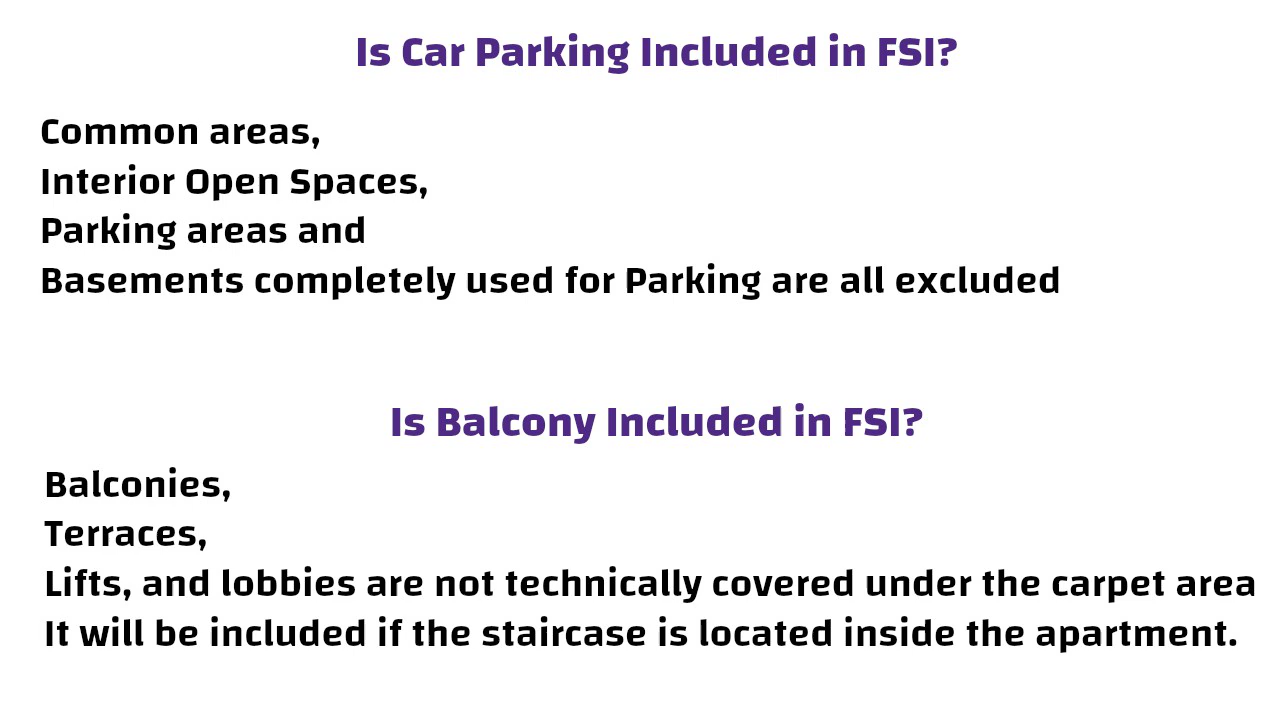 Is Car Parking Included in FSI?
Common areas,
Interior Open Spaces,
Parking areas and
Basements completely used for Parking are all excluded
Is Balcony Included in FSI?
Balconies,
Terraces,
Lifts, and lobbies are not technically covered under the carpet area
It will be included if the staircase is located inside the apartment.